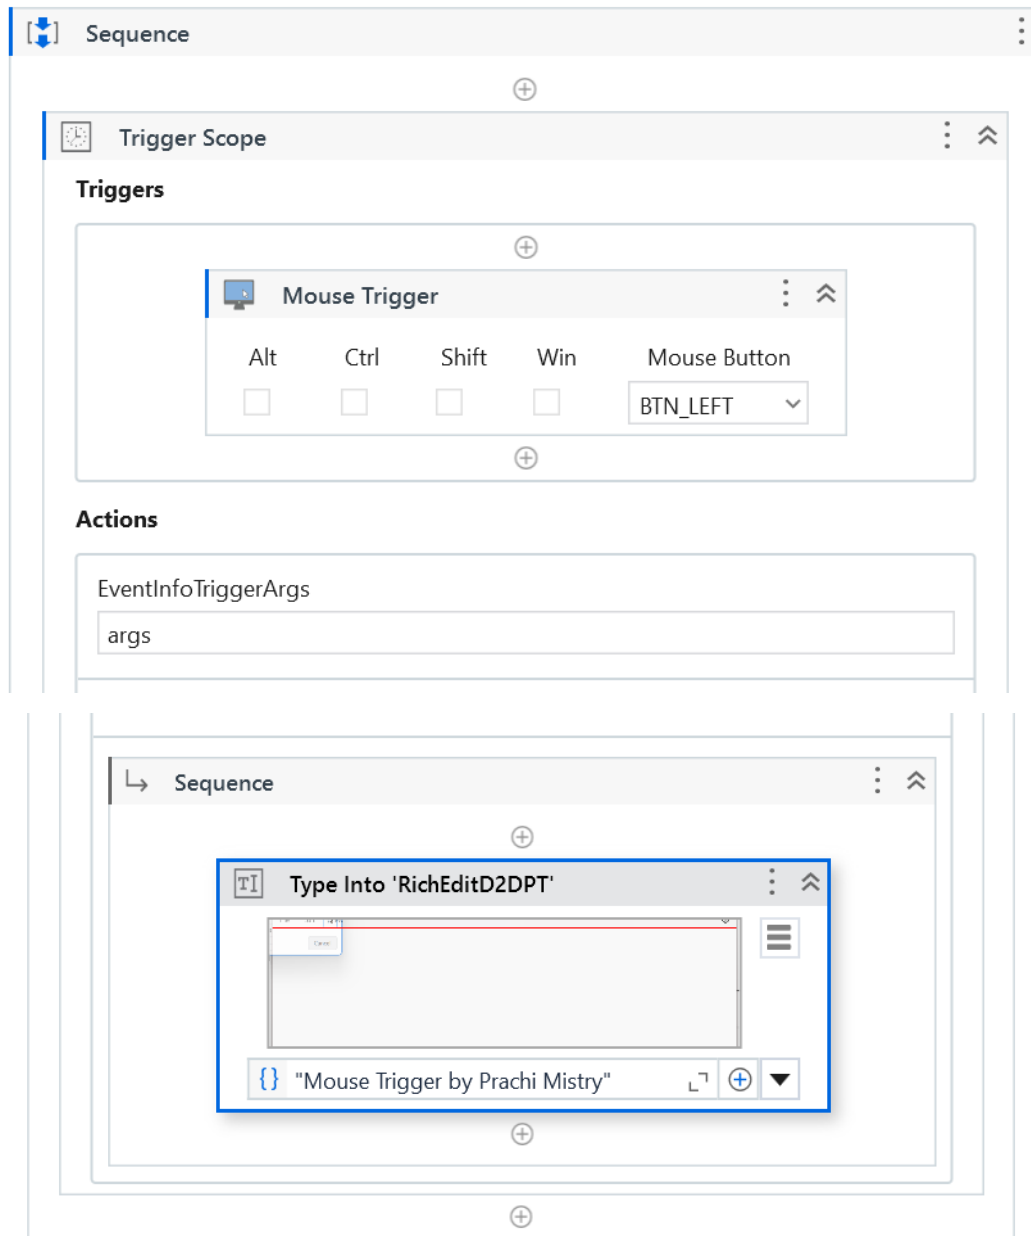 Sequence
Trigger Scope
Triggers
Mouse Trigger
Alt Ctrl Shift Win Mouse Button
BTN_LEFT
Actions
EventInfoTriggerArgs
args
Sequence
TI Type Into 'RichEditD2DPT'
{} "Mouse Trigger by Prachi Mistry"